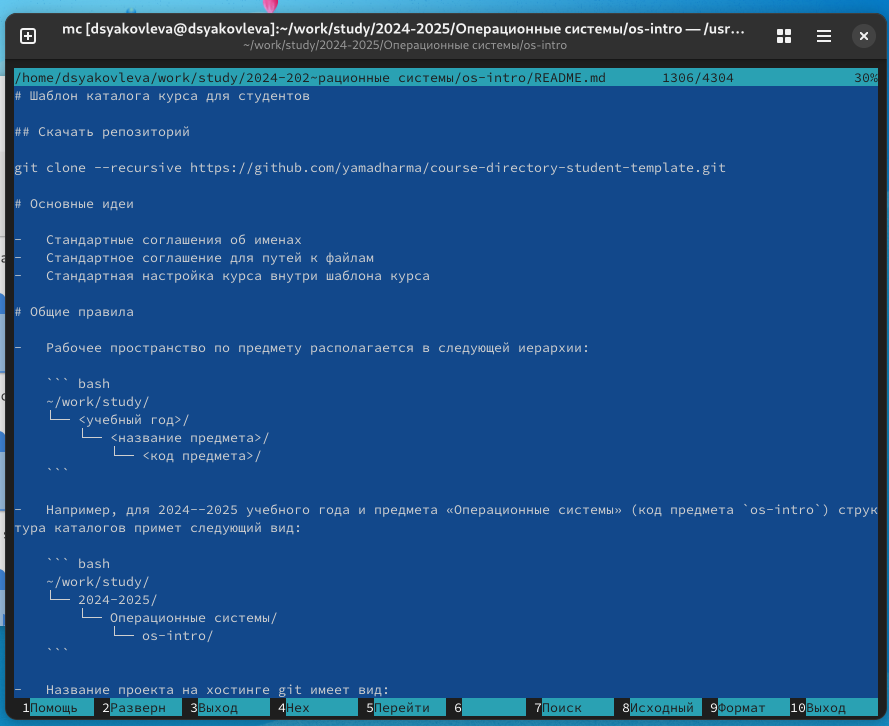 mc [dsyakovleva@dsyakovleva]:~/work/study/2024-2025/Операционные системы/os-intro — /usr...
~/work/study/2024-2025/Операционные системы/os-intro
/home/dsyakovleva/work/study/2024-202~рационные системы/os-intro/README.md 1306/4304 30%
# Шаблон каталога курса для студентов
## Скачать репозиторий
git clone --recursive https://github.com/yamadharma/course-directory-student-template.git
# Основные идеи
- Стандартные соглашения об именах
- Стандартное соглашение для путей к файлам
- Стандартная настройка курса внутри шаблона курса
# Общие правила
- Рабочее пространство по предмету располагается в следующей иерархии:
``` bash
~/work/study/
└── <учебный год>/
└── <название предмета>/
└── <код предмета>/
```
- Например, для 2024--2025 учебного года и предмета «Операционные системы» (код предмета `os-intro`) струк
тура каталогов примет следующий вид:
``` bash
~/work/study/
└── 2024-2025/
└── Операционные системы/
└── os-intro/
```
- Название проекта на хостинге git имеет вид:
1Помощь 2Разверн 3Выход 4Hex 5Перейти 6 7Поиск 8Исходный 9Формат 10Выход